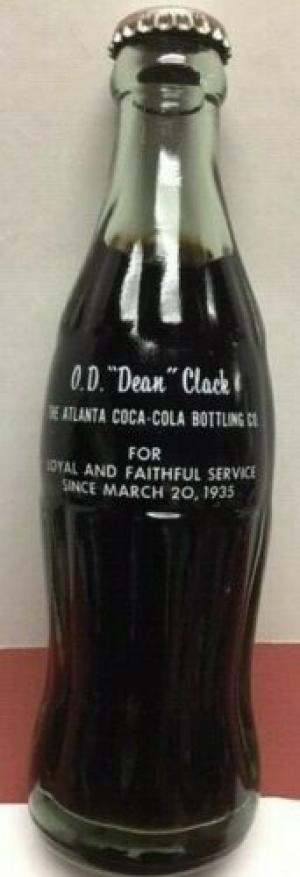 O.D. "Dean" Clack
THE ATLANTA COCA-COLA BOTTLING CO.
FOR
LOYAL AND FAITHFUL SERVICE
SINCE MARCH 20, 1935